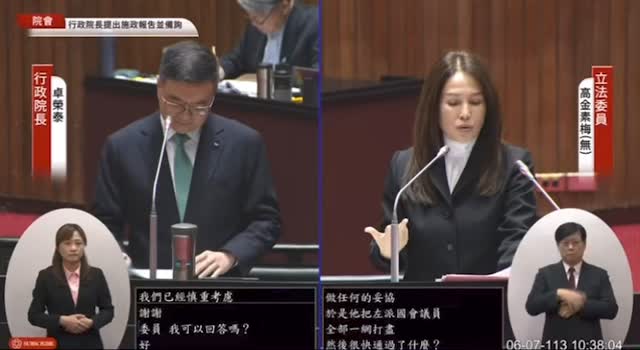 院會
行政院長提出施政報告並備詢
行政院長
卓榮泰
立法委員
高金素梅(無)
我們已經慎重考慮
謝謝
委員 我可以回答嗎？
好
做任何的妥協
於是他把左派國會議員
全部一網打盡
然後很快通過了什麼？
06-07-113 10:38:04